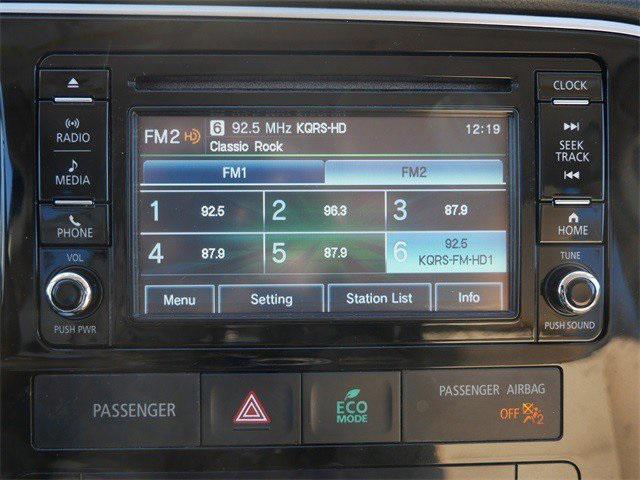 CLOCK
RADIO
MEDIA
PHONE
VOL
PUSH PWR
FM2 HD 6 92.5 MHz KQRS-HD 12:19
Classic Rock
FM1 FM2
1 92.5 2 96.3 3 87.9
4 87.9 5 87.9 6 92.5
KQRS-FM-HD1
Menu Setting Station List Info
SEEK
TRACK
HOME
TUNE
PUSH SOUND
PASSENGER
ECO
MODE
PASSENGER AIRBAG
OFF 2